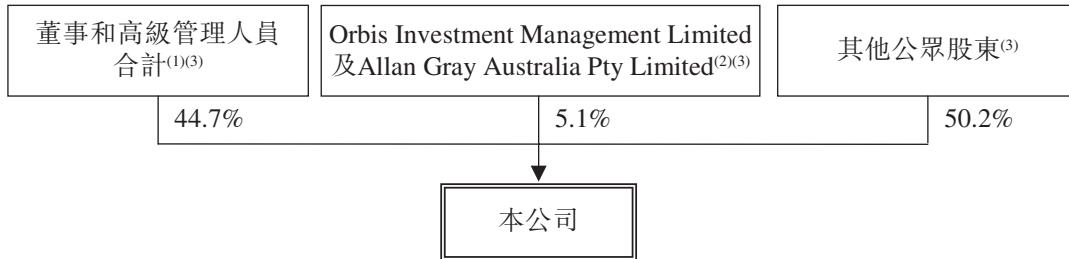 董事和高級管理人員
合計(1)(3)
Orbis Investment Management Limited
及Allan Gray Australia Pty Limited(2)(3)
其他公眾股東(3)
44.7%
5.1%
50.2%
本公司